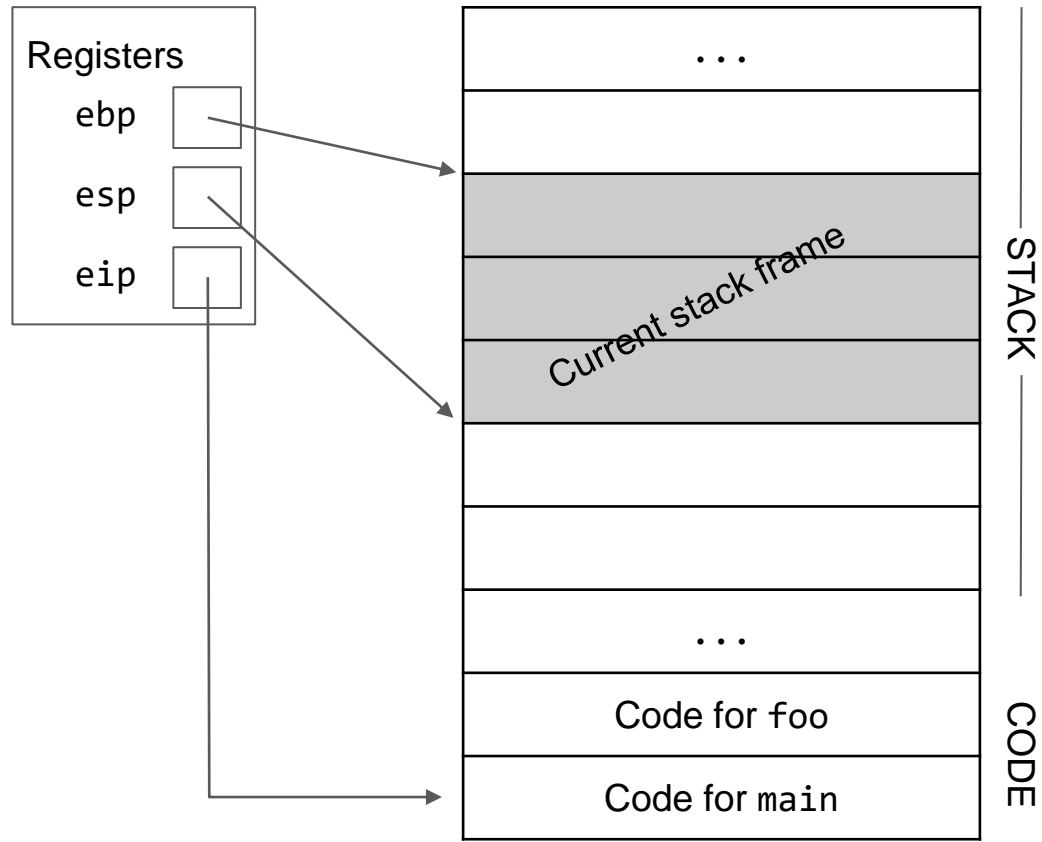 Registers
ebp
esp
eip
...
Current stack frame
...
Code for foo
Code for main
STACK
CODE